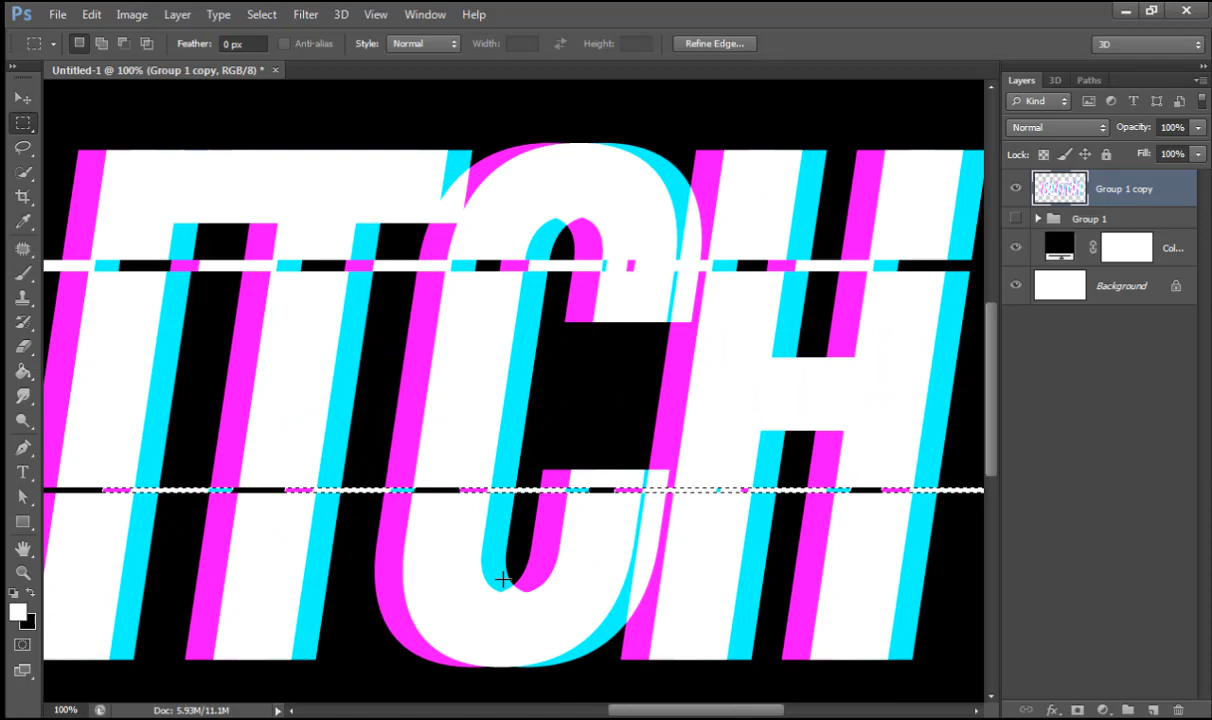 Ps File Edit Image Layer Type Select Filter 3D View Window Help
Feather: 0 px Anti-alias Style: Normal Width: Height: Refine Edge... 3D
Untitled-1 @ 100% (Group 1 copy, RGB/8) * ×
Layers 3D Paths
Kind
Normal Opacity: 100%
Lock: Fill: 100%
Group 1 copy
Group 1
Col...
Background
TCH
100% Doc: 5.93M/11.1M